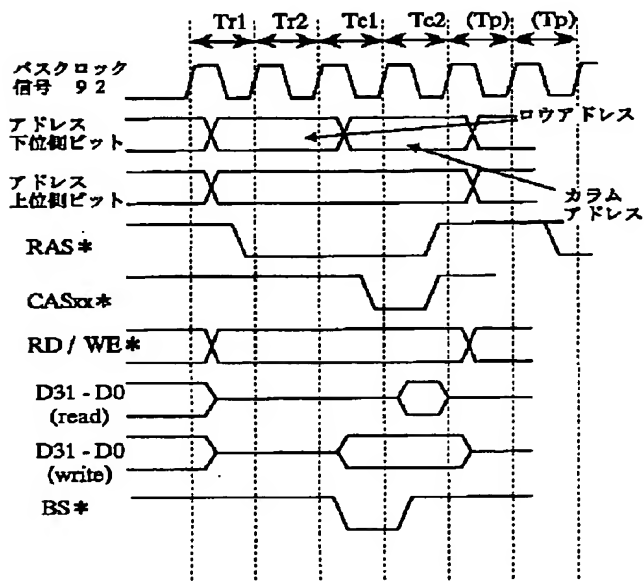 Tr1 Tr2 Tc1 Tc2 (Tp) (Tp)
バスクロック
信号 92
アドレス
下位側ビット
ロウアドレス
アドレス
上位側ビット
カラム
アドレス
RAS*
CASxx*
RD / WE*
D31 - D0
(read)
D31 - D0
(write)
BS*